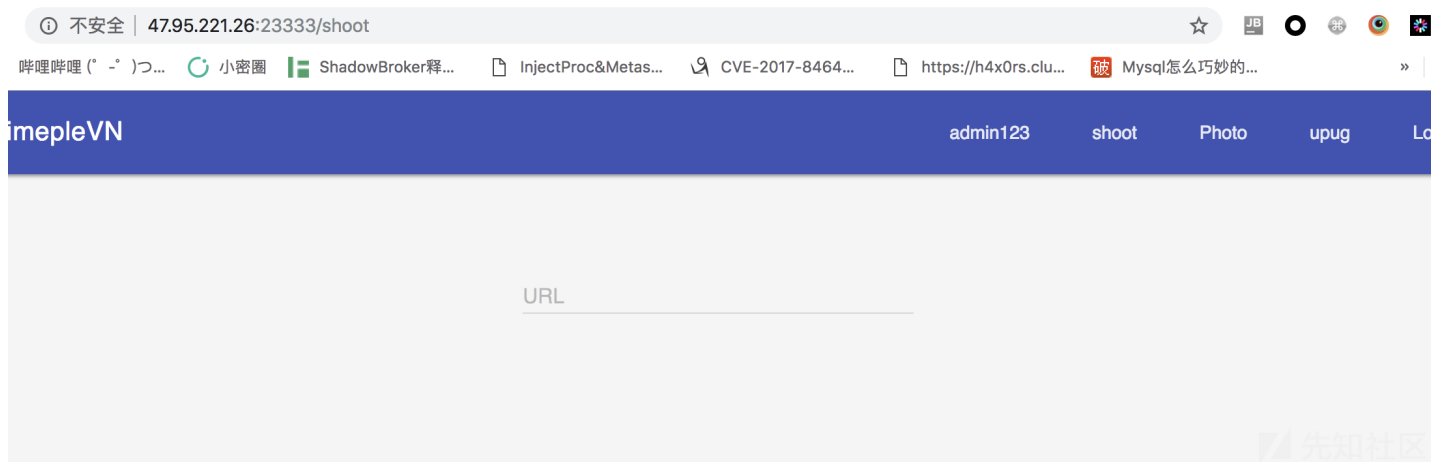 不安全 | 47.95.221.26:23333/shoot
哔哩哔哩 (゜-゜)つ... 小密圈 ShadowBroker释... InjectProc&Metas... CVE-2017-8464... https://h4x0rs.clu... 破 Mysql怎么巧妙的... »
JB
imepleVN admin123 shoot Photo upug Lo
URL
先知社区